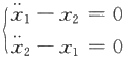 ẍ₁ − x₂ = 0
ẍ₂ − x₁ = 0